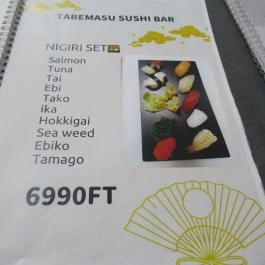 TABEMASU SUSHI BAR
NIGIRI SET🍱
Salmon
Tuna
Tai
Ebi
Tako
ika
Hokkigai
Sea weed
Ebiko
Tamago
6990FT